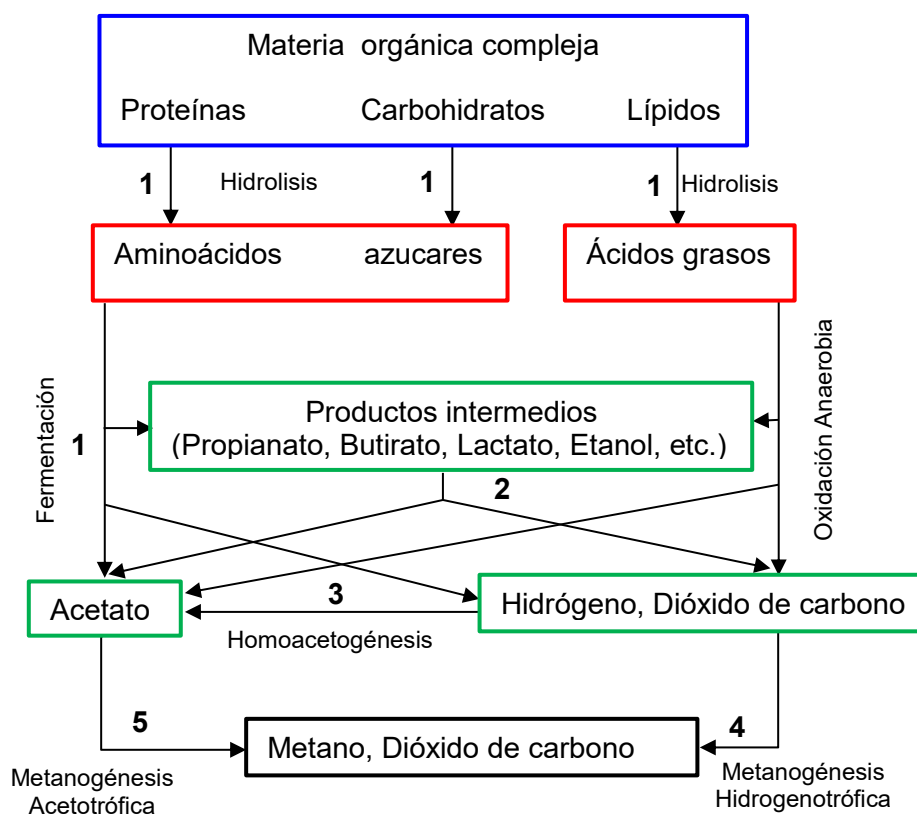 Materia orgánica compleja
Proteínas Carbohidratos Lípidos
1 Hidrolisis 1 1 Hidrolisis
Aminoácidos azucares Ácidos grasos
Fermentación
1
Oxidación Anaerobia
Productos intermedios
(Propianato, Butirato, Lactato, Etanol, etc.)
2
Acetato
3
Homoacetogénesis
Hidrógeno, Dióxido de carbono
5
Metano, Dióxido de carbono
4
Metanogénesis
Acetotrófica
Metanogénesis
Hidrogenotrófica